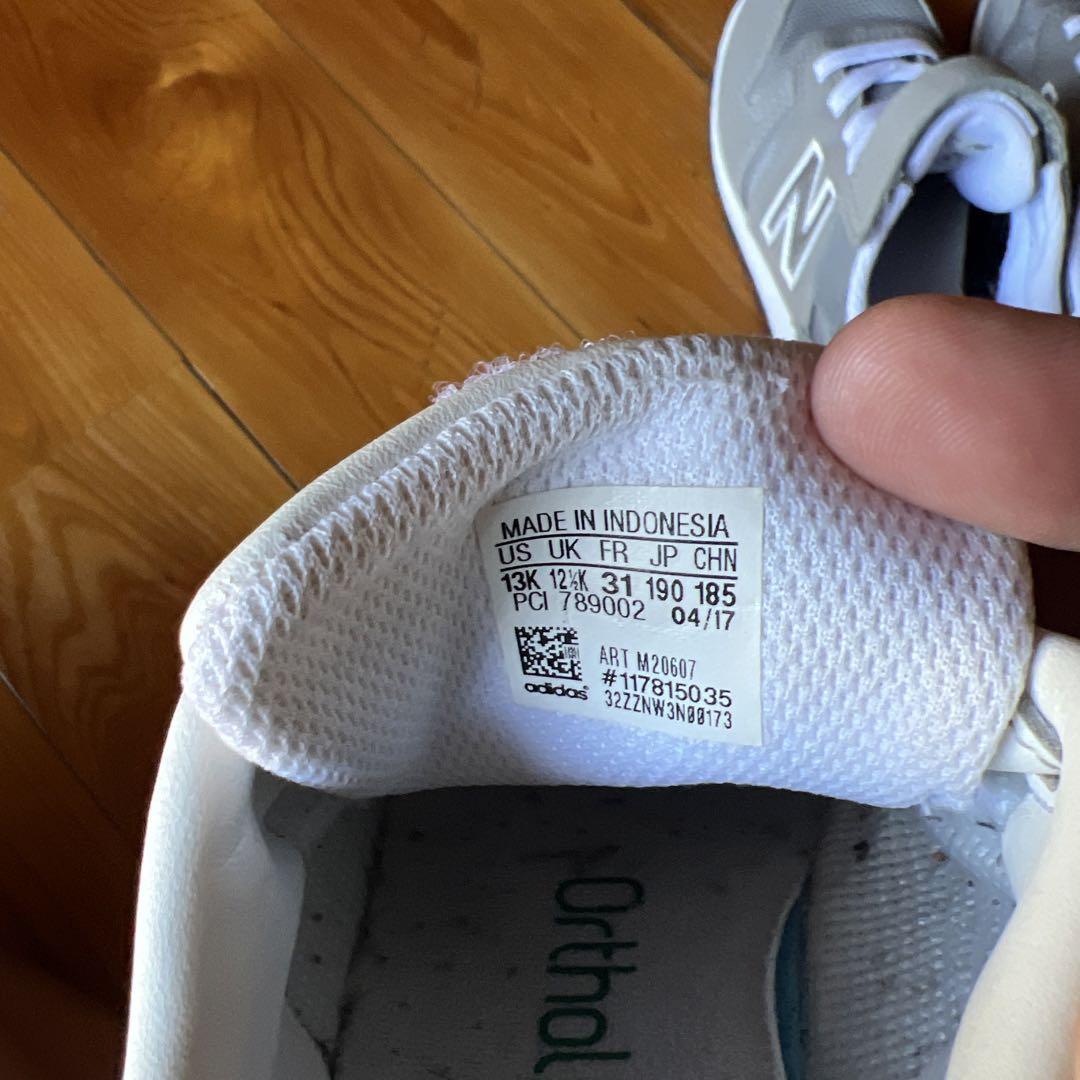 N
MADE IN INDONESIA
US UK FR JP CHN
13K 12½K 31 190 185
PCI 789002 04/17
ART M20607
#117815035
adidas
32ZZNW3N00173
Orthol